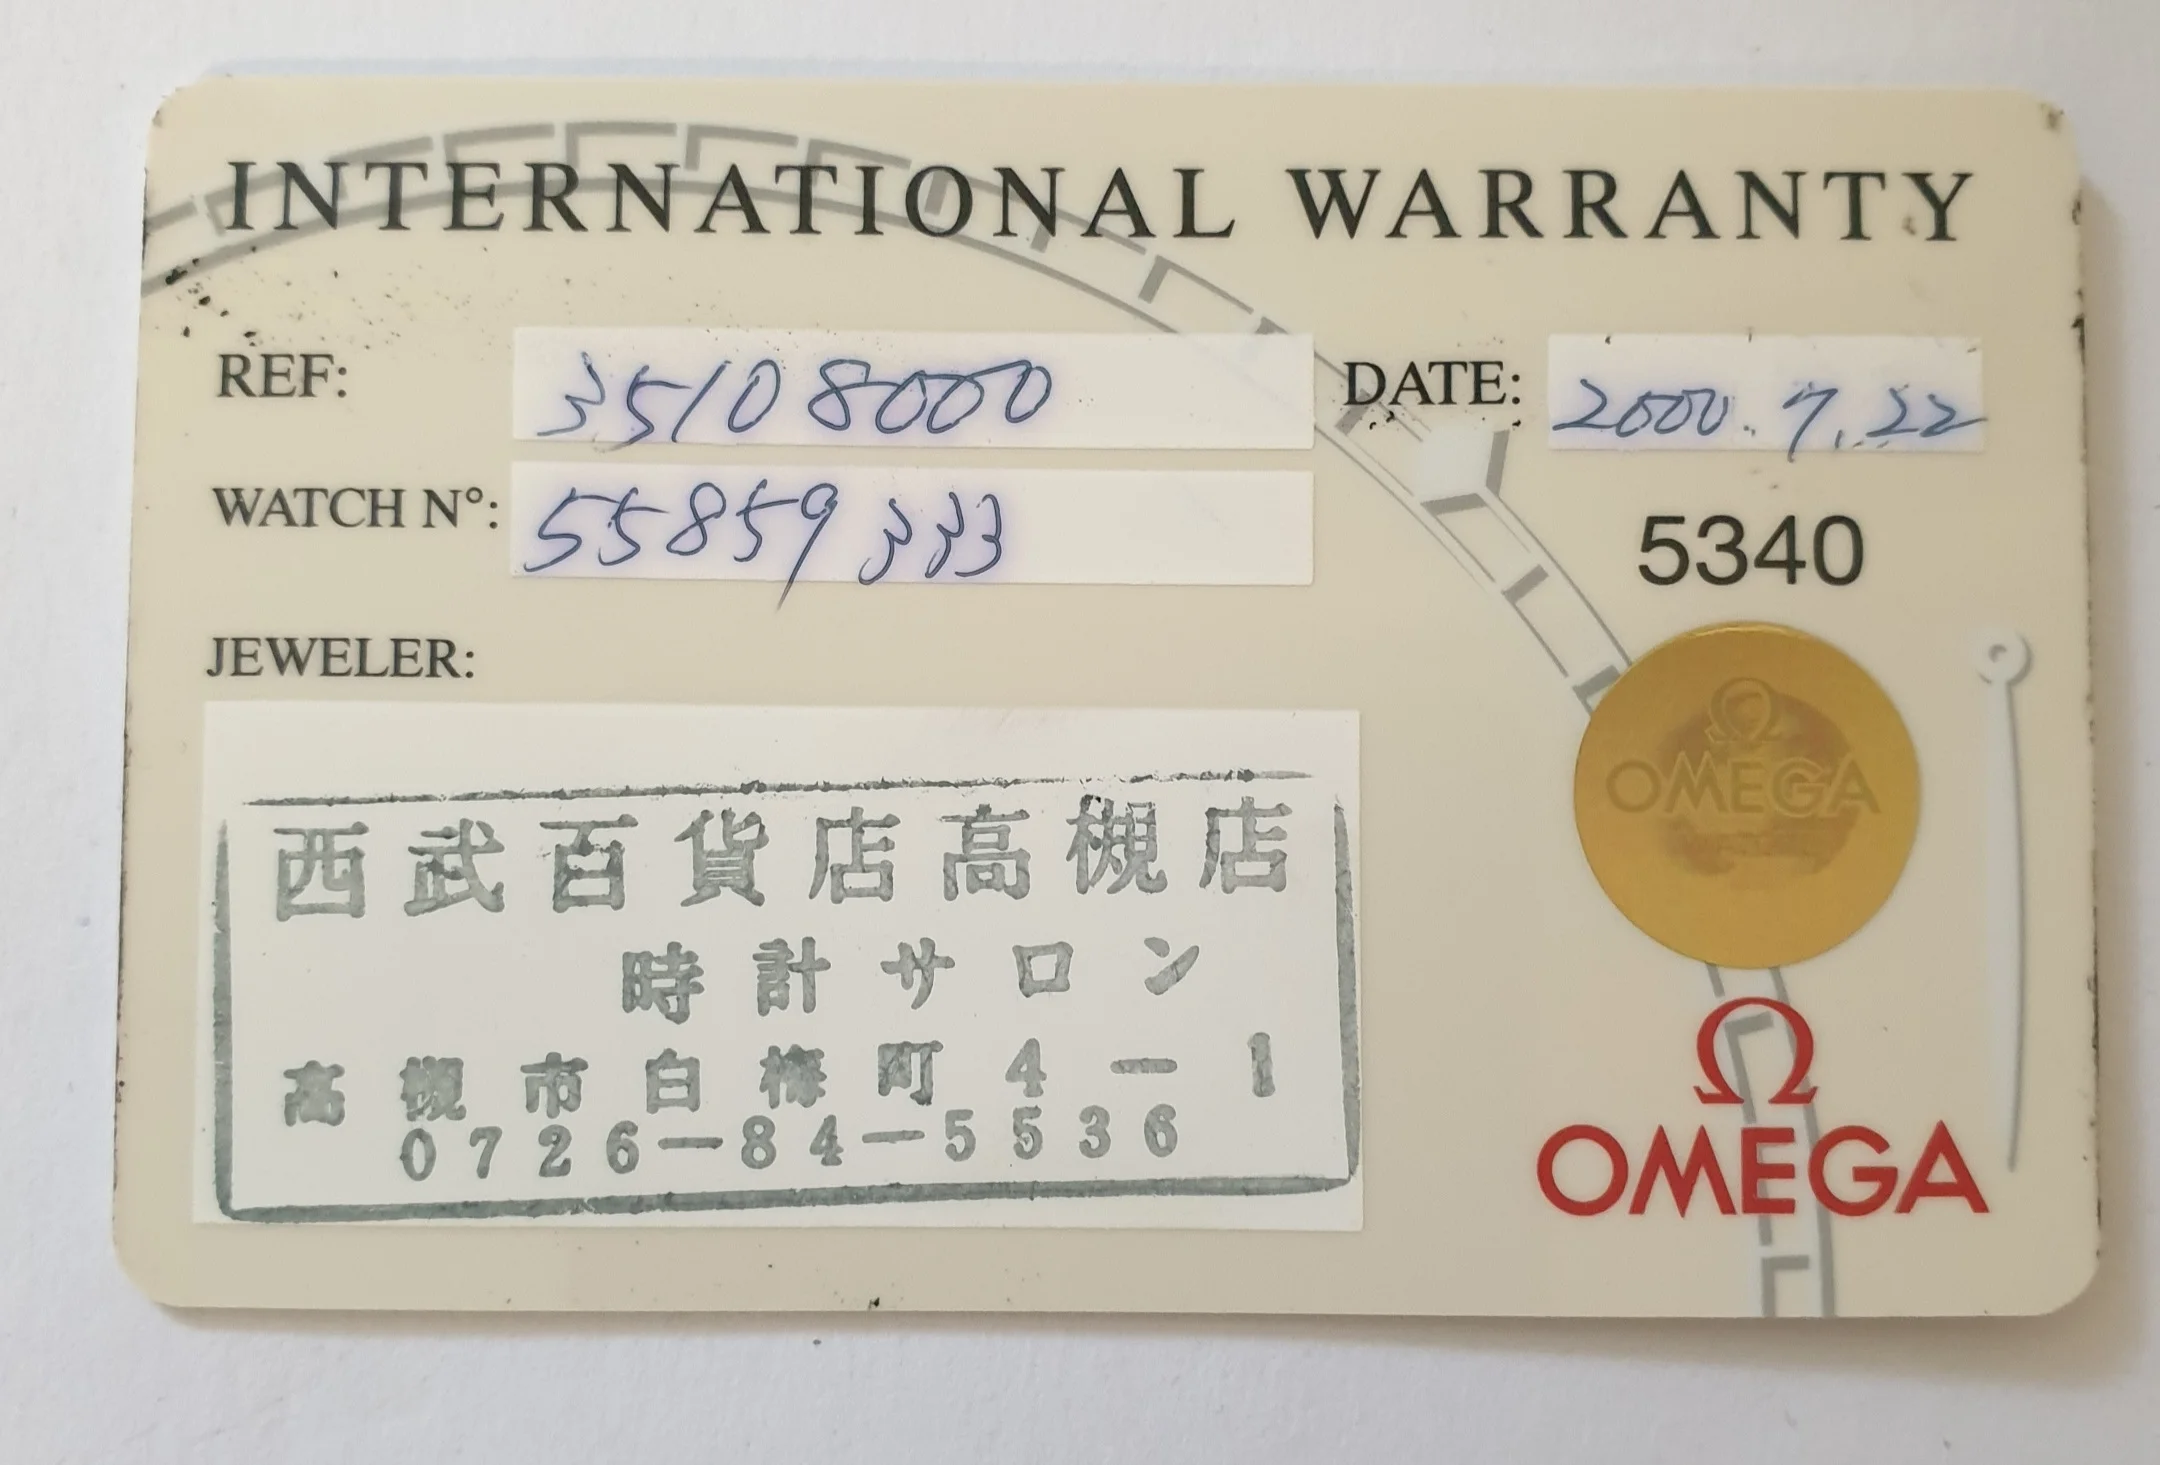 INTERNATIONAL WARRANTY
REF: 35108000 DATE: 2000.7.22
WATCH N°: 55859333
5340
JEWELER:
Ω
OMEGA
西武百貨店高槻店
時計サロン
高槻市白梅町4-1
0726-84-5536
Ω
OMEGA